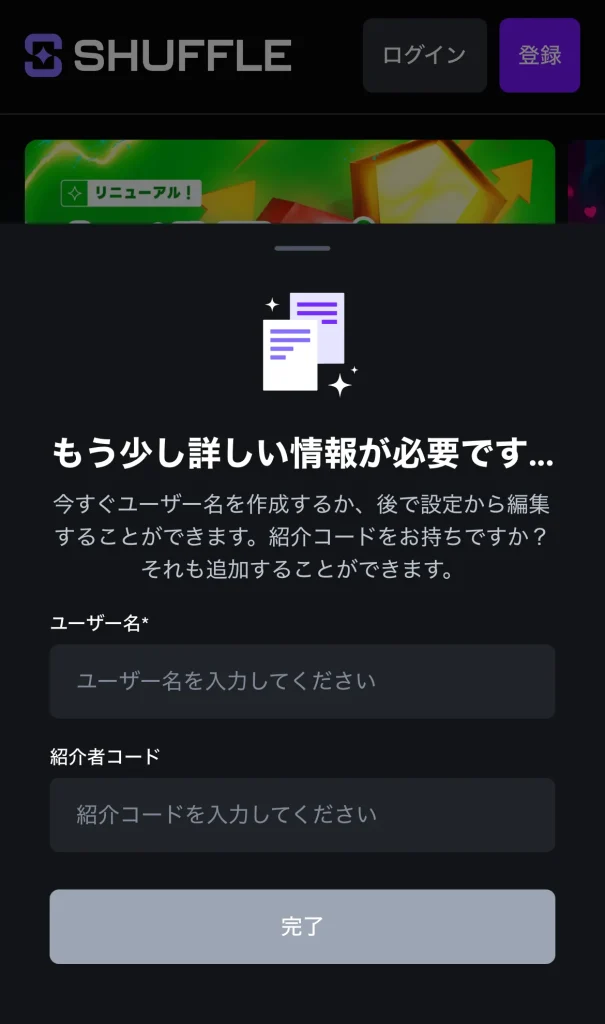 SHUFFLE
ログイン
登録
リニューアル!
もう少し詳しい情報が必要です...
今すぐユーザー名を作成するか、後で設定から編集
することができます。紹介コードをお持ちですか?
それも追加することができます。
ユーザー名*
ユーザー名を入力してください
紹介者コード
紹介コードを入力してください
完了